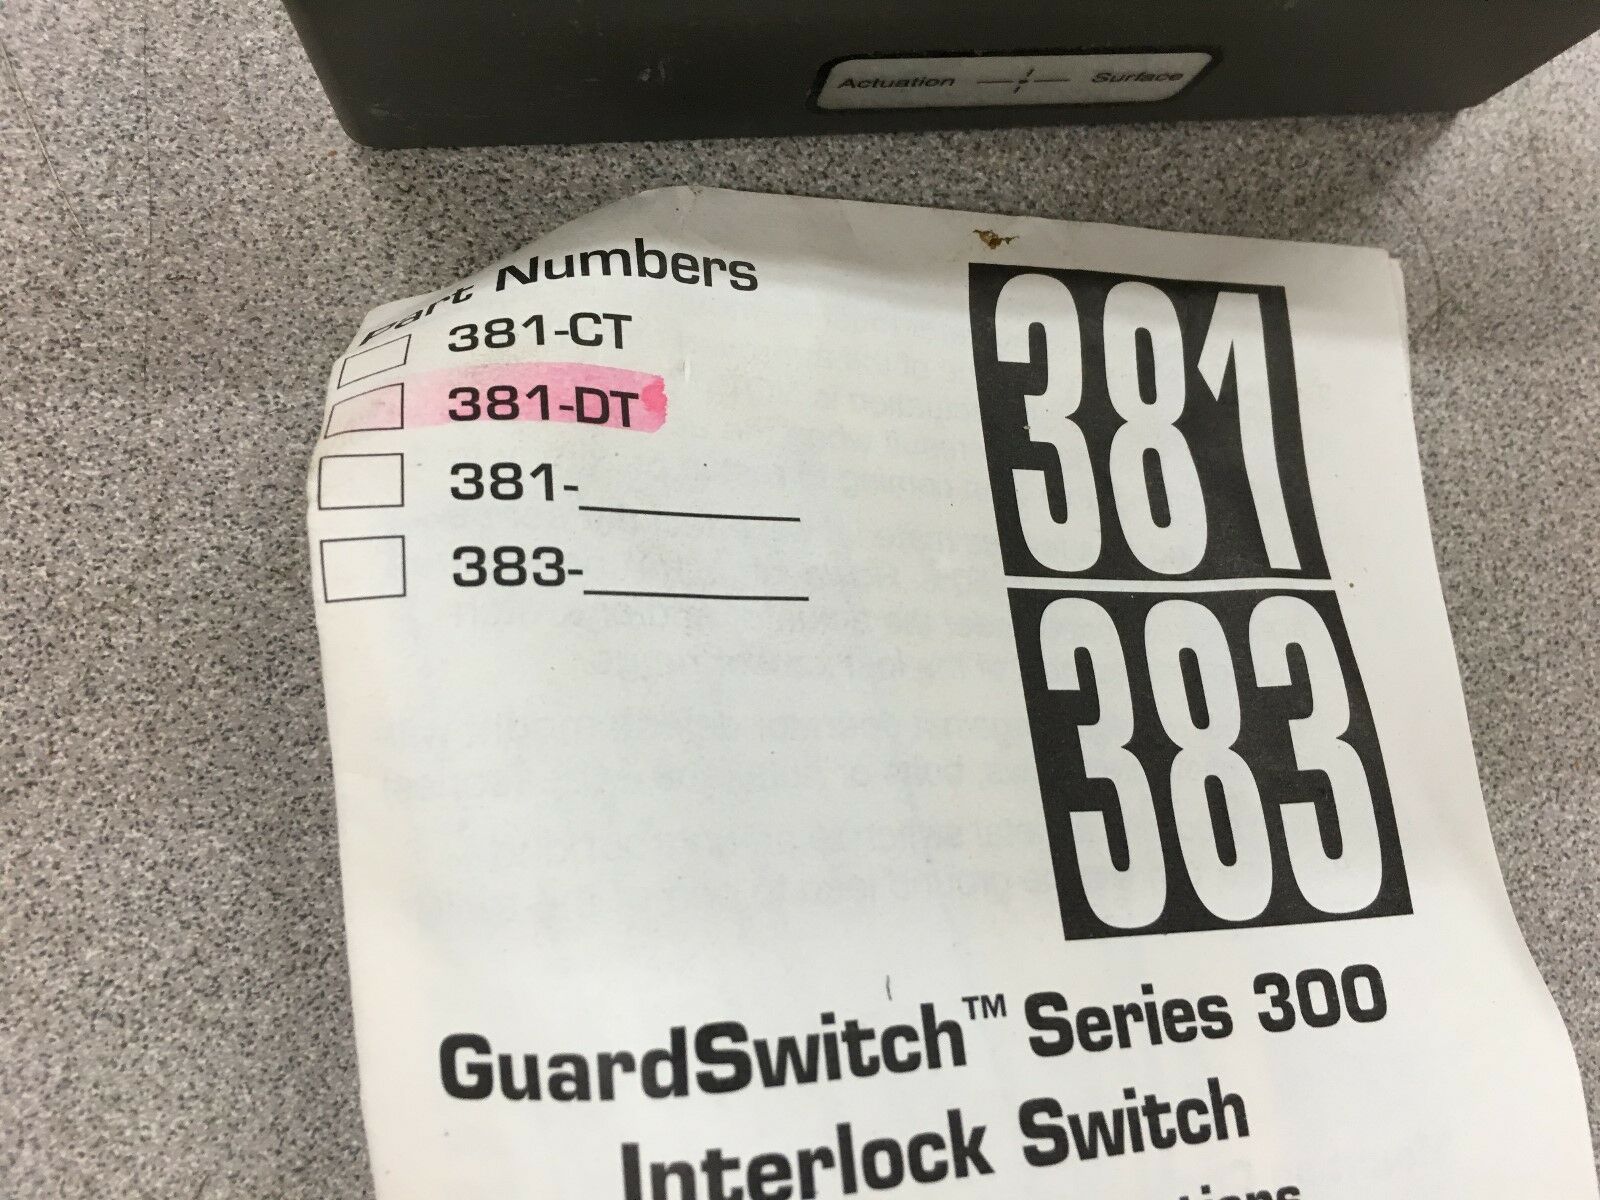 Actuation Surface
Part Numbers
381-CT
381-DT
381-
383-
381
383
GuardSwitch™ Series 300
Interlock Switch